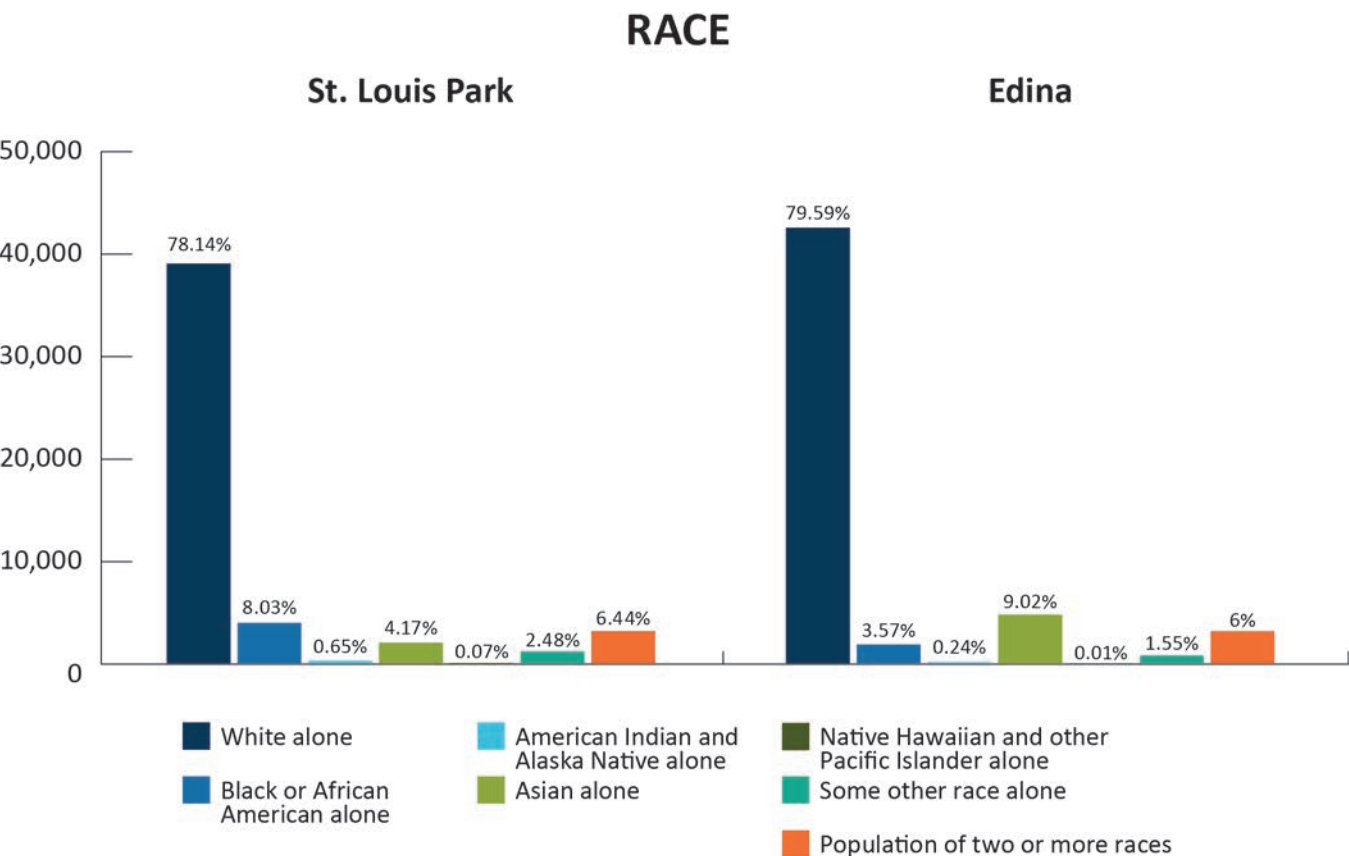 RACE
St. Louis Park
Edina
50,000
40,000
30,000
20,000
10,000
0
78.14%
8.03%
0.65%
4.17%
0.07%
2.48%
6.44%
79.59%
3.57%
0.24%
9.02%
0.01%
1.55%
6%
White alone
Black or African
American alone
American Indian and
Alaska Native alone
Asian alone
Native Hawaiian and other
Pacific Islander alone
Some other race alone
Population of two or more races